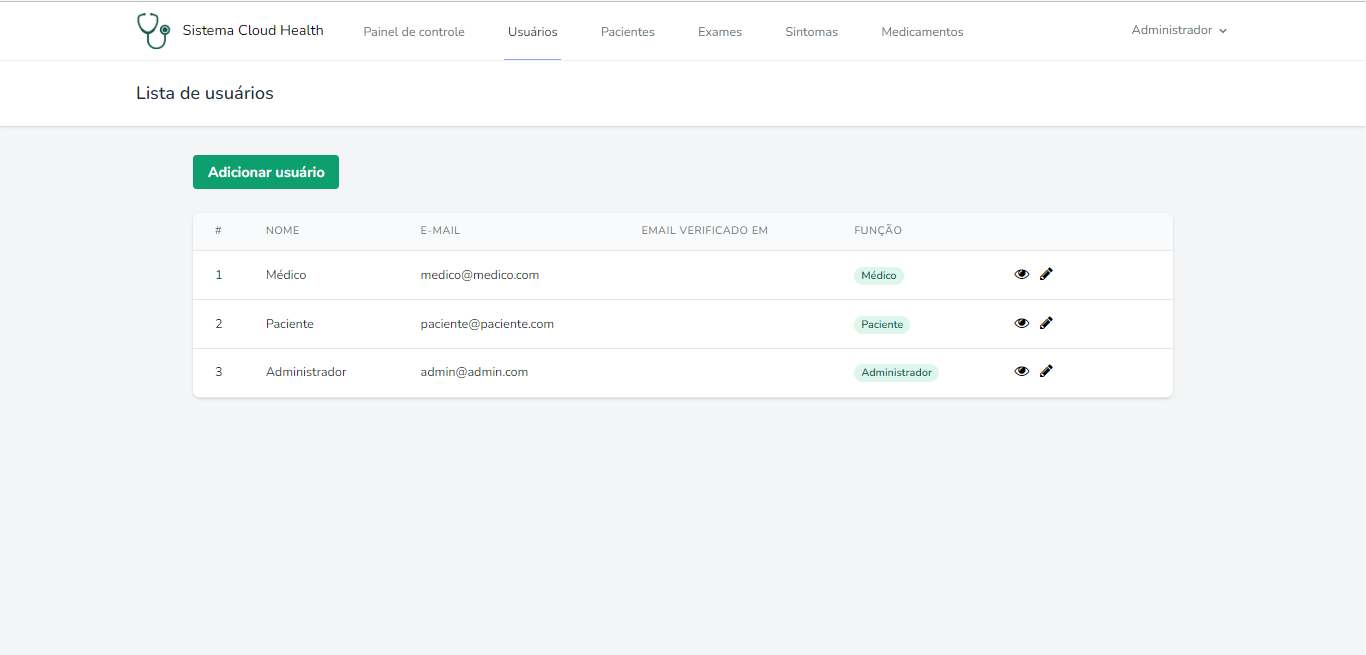 Sistema Cloud Health Painel de controle Usuários Pacientes Exames Sintomas Medicamentos Administrador
Lista de usuários
Adicionar usuário
# NOME E-MAIL EMAIL VERIFICADO EM FUNÇÃO
1 Médico medico@medico.com Médico
2 Paciente paciente@paciente.com Paciente
3 Administrador admin@admin.com Administrador